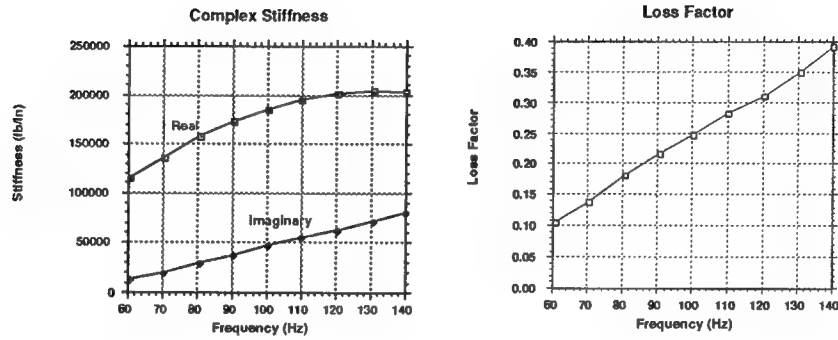 Complex Stiffness
250000
200000
150000
100000
50000
0
Stiffness (lb/in)
Real
Imaginary
60 70 80 90 100 110 120 130 140
Frequency (Hz)
Loss Factor
0.40
0.35
0.30
0.25
0.20
0.15
0.10
0.05
0.00
Loss Factor
60 70 80 90 100 110 120 130 140
Frequency (Hz)